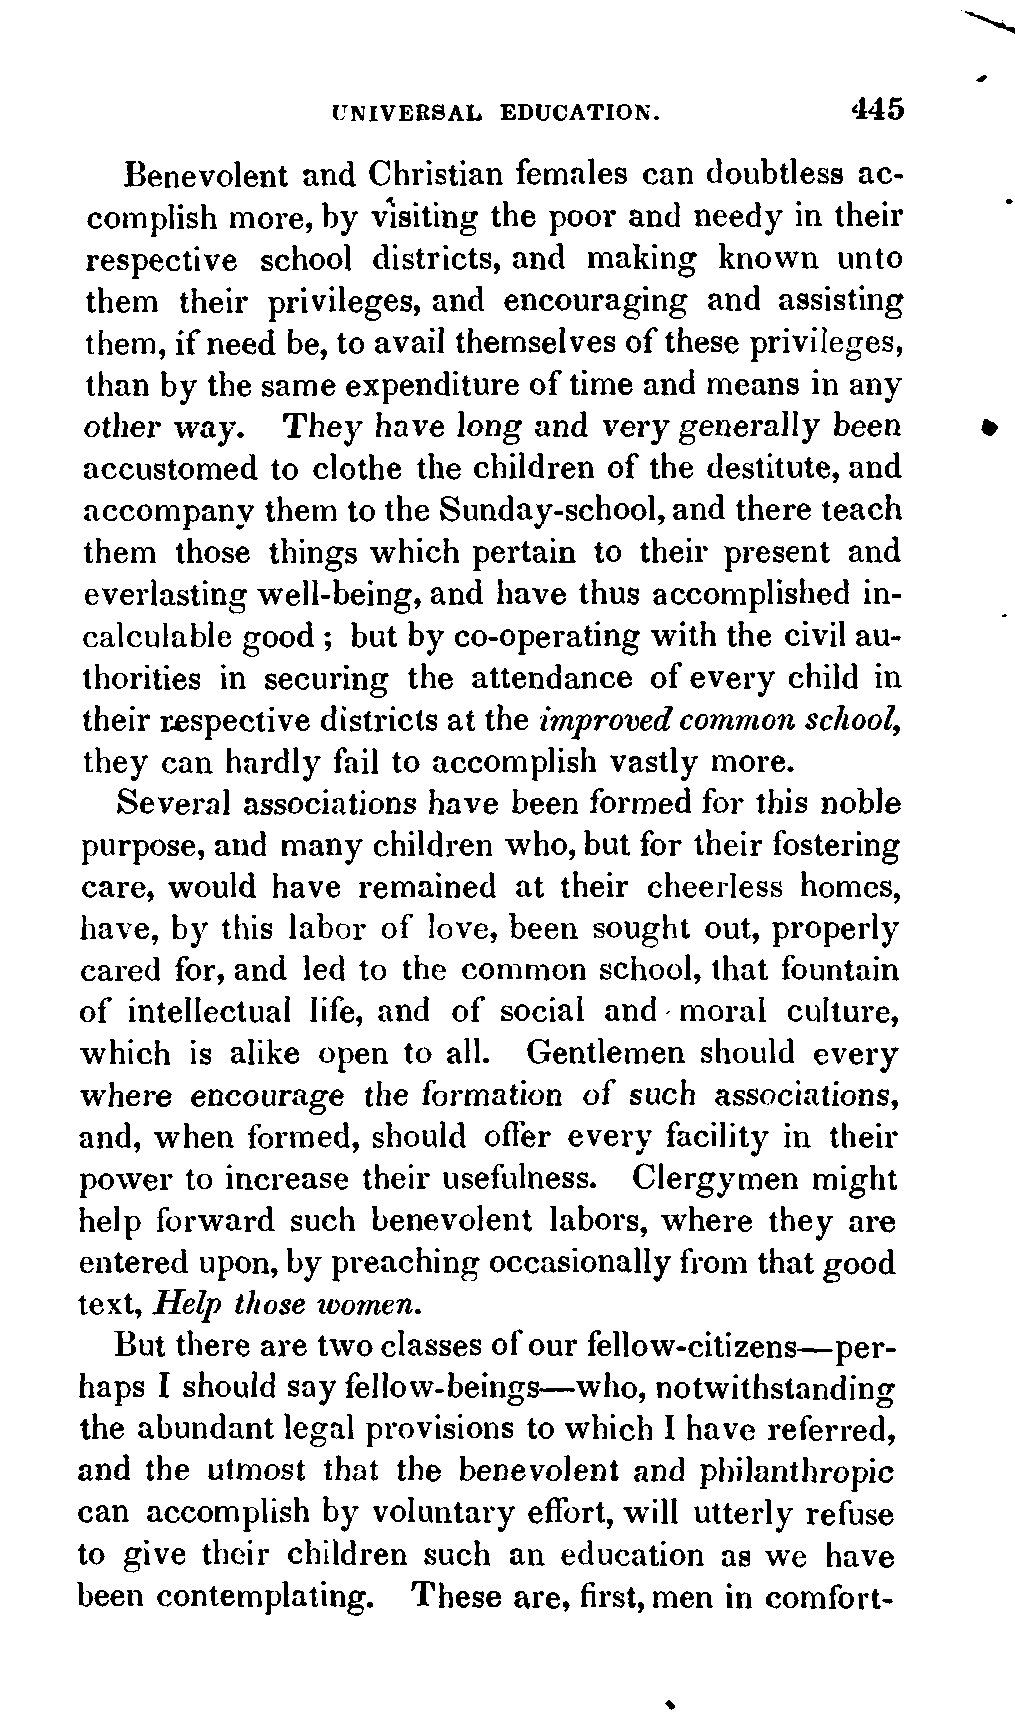 UNIVERSAL EDUCATION. 445
Benevolent and Christian females can doubtless ac-
complish more, by visiting the poor and needy in their
respective school districts, and making known unto
them their privileges, and encouraging and assisting
them, if need be, to avail themselves of these privileges,
than by the same expenditure of time and means in any
other way. They have long and very generally been
accustomed to clothe the children of the destitute, and
accompany them to the Sunday-school, and there teach
them those things which pertain to their present and
everlasting well-being, and have thus accomplished in-
calculable good ; but by co-operating with the civil au-
thorities in securing the attendance of every child in
their respective districts at the improved common school,
they can hardly fail to accomplish vastly more.
Several associations have been formed for this noble
purpose, and many children who, but for their fostering
care, would have remained at their cheerless homes,
have, by this labor of love, been sought out, properly
cared for, and led to the common school, that fountain
of intellectual life, and of social and moral culture,
which is alike open to all. Gentlemen should every
where encourage the formation of such associations,
and, when formed, should offer every facility in their
power to increase their usefulness. Clergymen might
help forward such benevolent labors, where they are
entered upon, by preaching occasionally from that good
text, Help those women.
But there are two classes of our fellow-citizens—per-
haps I should say fellow-beings—who, notwithstanding
the abundant legal provisions to which I have referred,
and the utmost that the benevolent and philanthropic
can accomplish by voluntary effort, will utterly refuse
to give their children such an education as we have
been contemplating. These are, first, men in comfort-